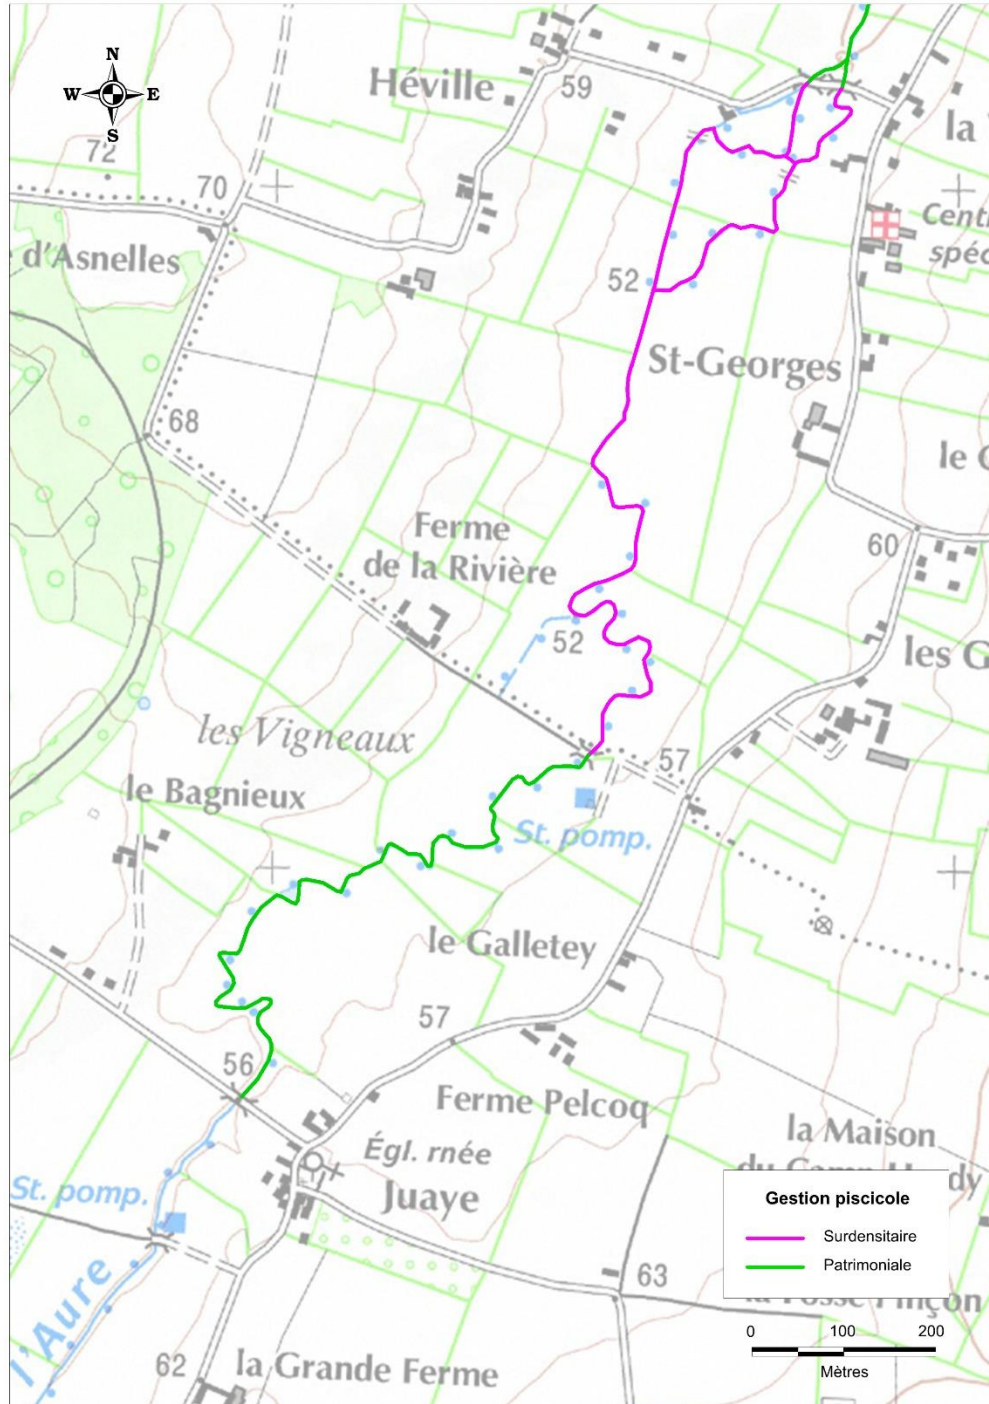 N
W E
S
Héville
59
la
72
70
Cent
spéc
d'Asnelles
52
St-Georges
68
le
Ferme
de la Rivière
60
52
les G
les Vigneaux
57
le Bagnieux
St. pomp.
le Galletey
57
56
Ferme Pelcoq
la Maison
Égl. rnée
St. pomp.
Juaye
Gestion piscicole
Surdensitaire
Patrimoniale
63
l'Aure
0 100 200
Mètres
62
la Grande Ferme